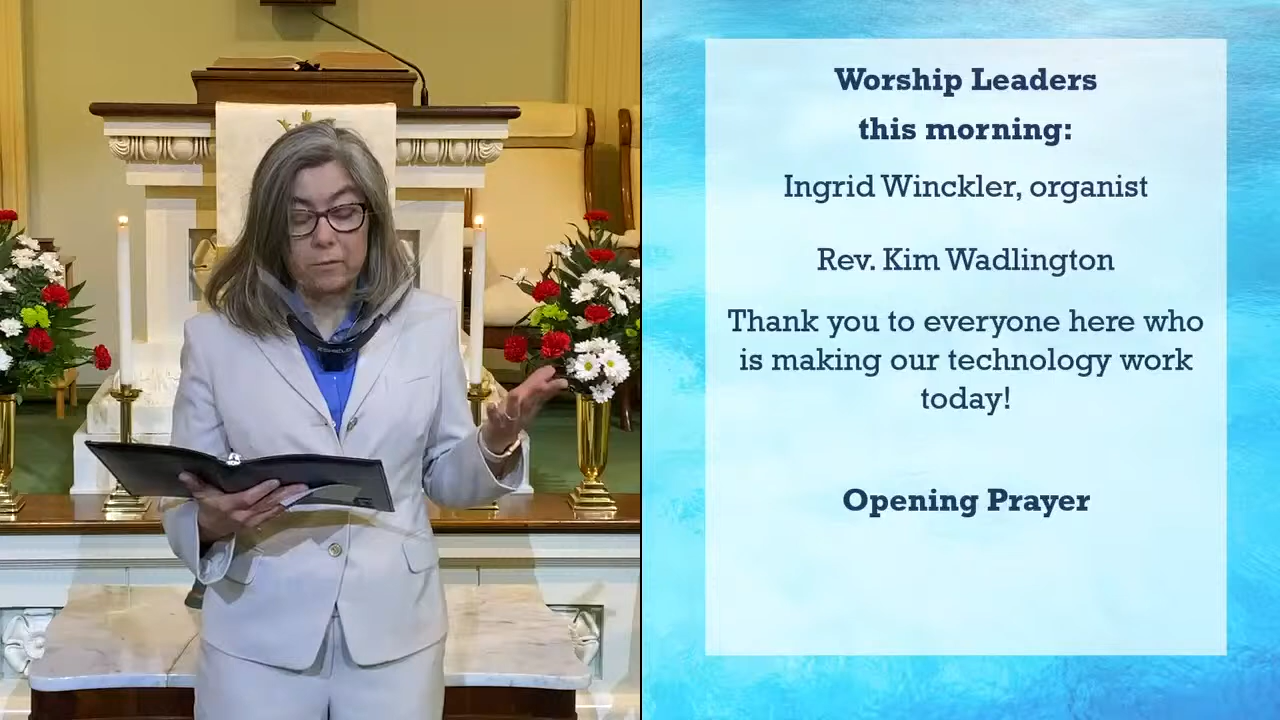 Worship Leaders
this morning:
Ingrid Winckler, organist
Rev. Kim Wadlington
Thank you to everyone here who
is making our technology work
today!
Opening Prayer